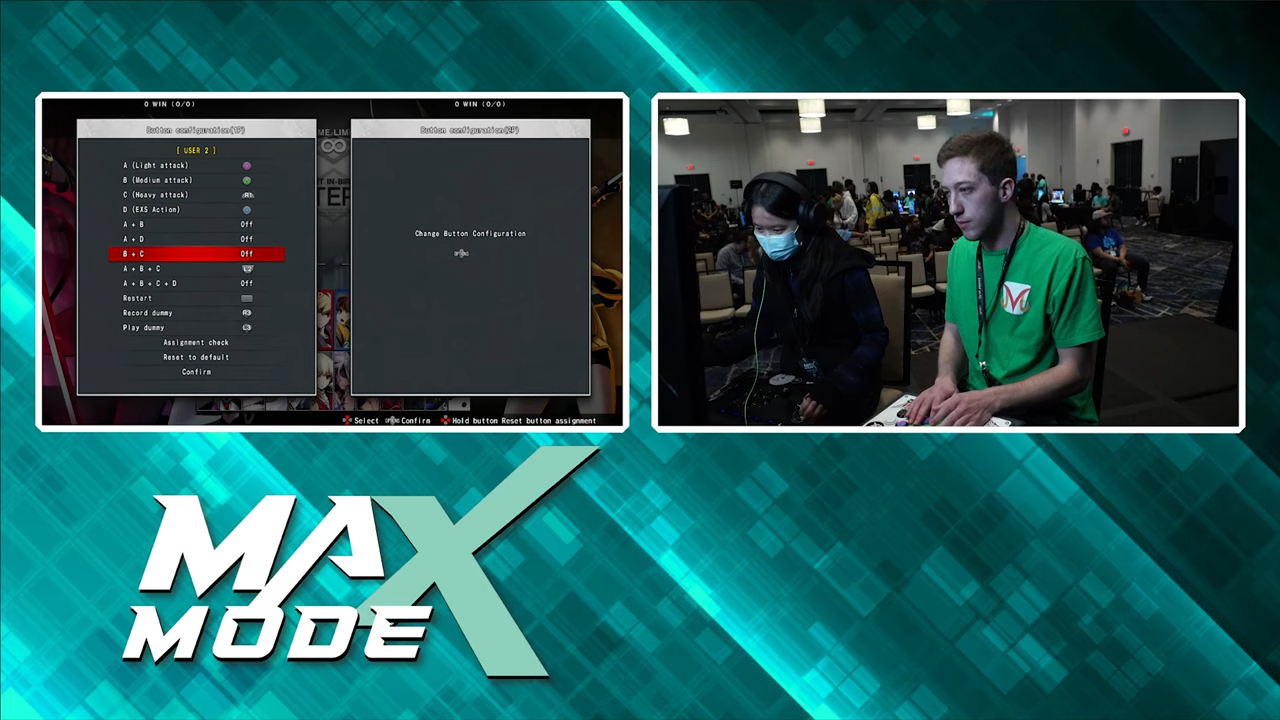 0 WIN (0/0)
0 WIN (0/0)
Button configuration(1P)
[ USER 2 ]
A (Light attack)
B (Medium attack)
C (Heavy attack)
D (EXS Action)
A + B Off
A + D Off
B + C Off
A + B + C
A + B + C + D Off
Restart
Record dummy
Play dummy
Assignment check
Reset to default
Confirm
Button configuration(2P)
Change Button Configuration
Select
Confirm
Hold button Reset button assignment
MAX
MODE